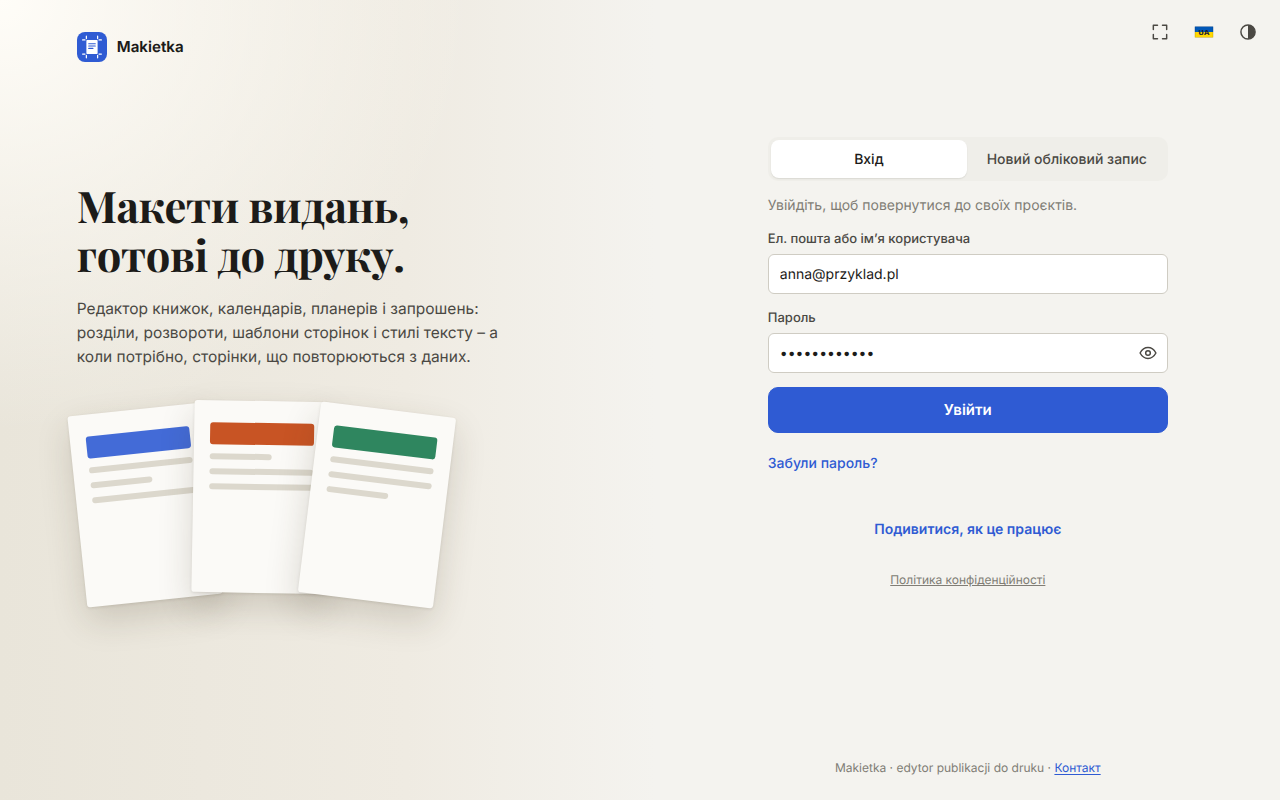 Makietka
UA
Макети видань,
готові до друку.
Редактор книжок, календарів, планерів і запрошень:
розділи, розвороти, шаблони сторінок і стилі тексту – а
коли потрібно, сторінки, що повторюються з даних.
Вхід
Новий обліковий запис
Увійдіть, щоб повернутися до своїх проєктів.
Ел. пошта або ім’я користувача
anna@przyklad.pl
Пароль
••••••••••••
Увійти
Забули пароль?
Подивитися, як це працює
Політика конфіденційності
Makietka · edytor publikacji do druku · Контакт